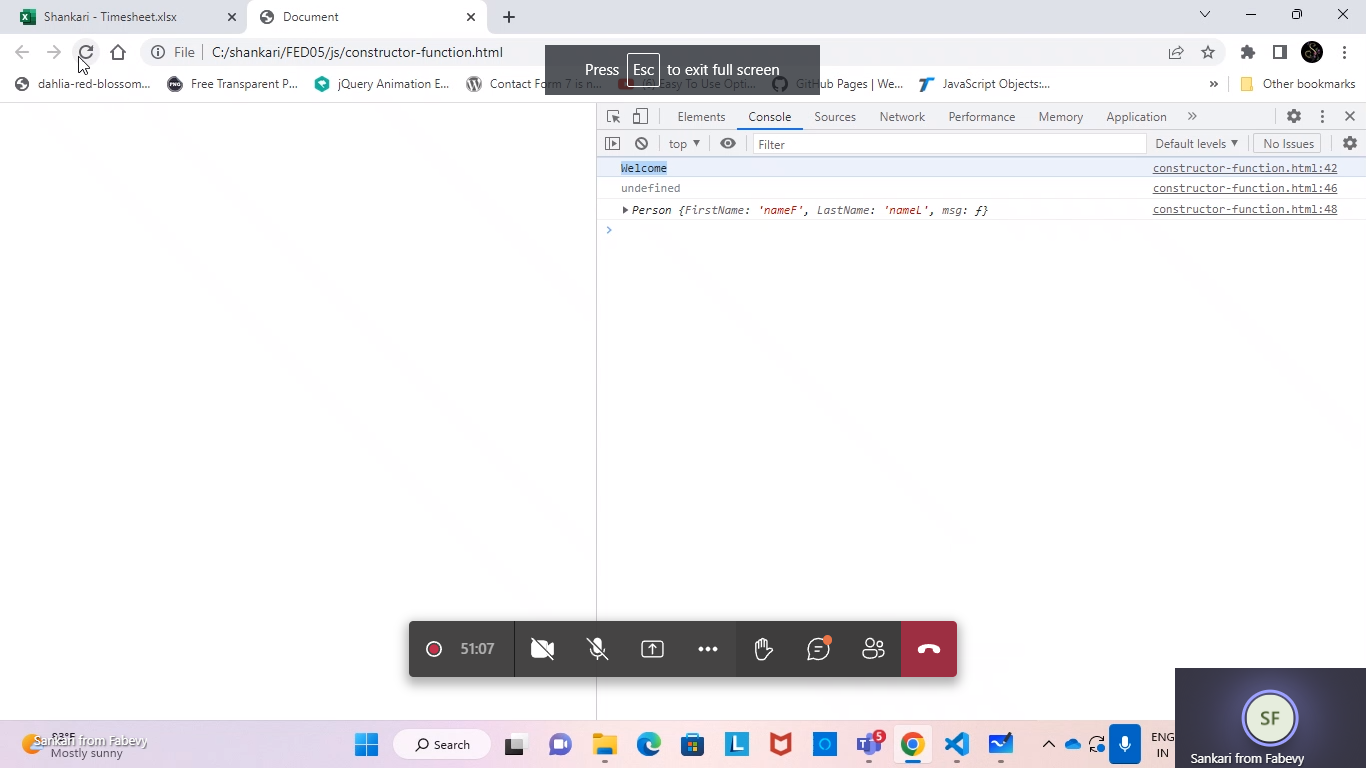 Shankari - Timesheet.xlsx
Document
File
C:/shankari/FED05/js/constructor-function.html
Press Esc to exit full screen
dahlia-red-blossom...
Free Transparent P...
jQuery Animation E...
Contact Form 7 is n...
(6) Easy To Use Opti...
GitHub Pages | We...
JavaScript Objects:...
»
Other bookmarks
Elements
Console
Sources
Network
Performance
Memory
Application
»
top
Filter
Default levels
No Issues
Welcome
constructor-function.html:42
undefined
constructor-function.html:46
Person {FirstName: 'nameF', LastName: 'nameL', msg: ƒ}
constructor-function.html:48
51:07
Sankari from Fabevy
Mostly sunny
Search
5
ENG
IN
SF
Sankari from Fabevy